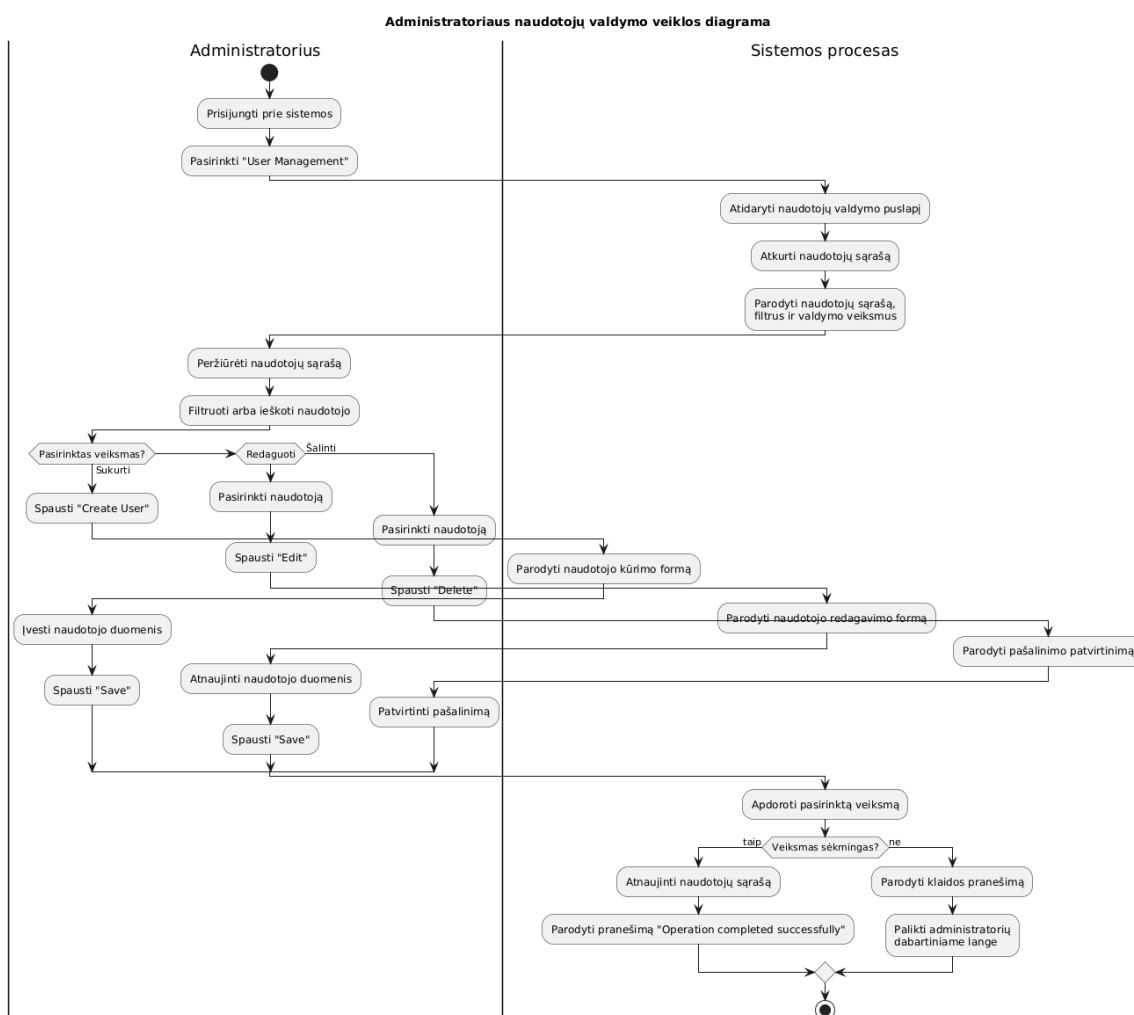 Administratoriaus naudotojų valdymo veiklos diagrama
Administratorius
Sistemos procesas
Prisijungti prie sistemos
Pasirinkti "User Management"
Atidaryti naudotojų valdymo puslapį
Atkurti naudotojų sąrašą
Parodyti naudotojų sąrašą,
filtrus ir valdymo veiksmus
Peržiūrėti naudotojų sąrašą
Filtruoti arba ieškoti naudotojo
Pasirinktas veiksmas?
Sukurti
Redaguoti
Šalinti
Spausti "Create User"
Pasirinkti naudotoją
Pasirinkti naudotoją
Spausti "Edit"
Parodyti naudotojo kūrimo formą
Spausti "Delete"
Įvesti naudotojo duomenis
Parodyti naudotojo redagavimo formą
Parodyti pašalinimo patvirtinimą
Spausti "Save"
Atnaujinti naudotojo duomenis
Patvirtinti pašalinimą
Spausti "Save"
Apdoroti pasirinktą veiksmą
taip
Veiksmas sėkmingas?
ne
Atnaujinti naudotojų sąrašą
Parodyti klaidos pranešimą
Parodyti pranešimą "Operation completed successfully"
Palikti administratorių
dabartiniame lange